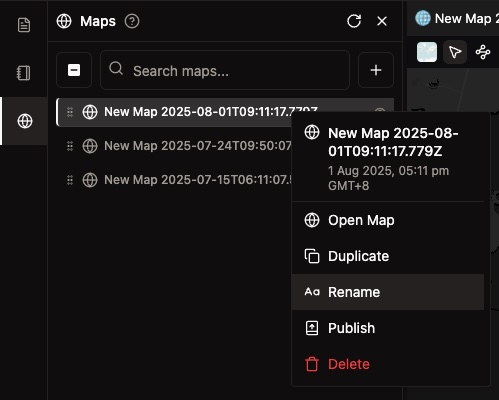 Maps
New Map 2
Search maps...
New Map 2025-08-01T09:11:17.779Z
New Map 2025-07-24T09:50:07
New Map 2025-07-15T06:11:07.
New Map 2025-08-
01T09:11:17.779Z
1 Aug 2025, 05:11 pm
GMT+8
Open Map
Duplicate
Aa Rename
Publish
Delete